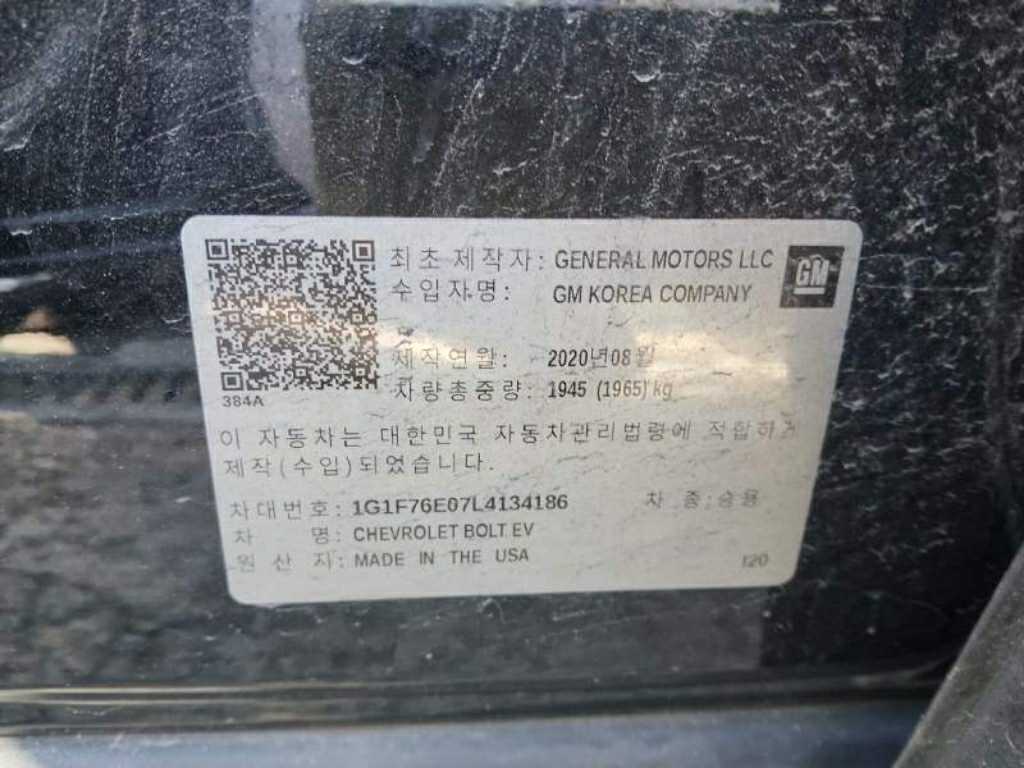 최초 제작자: GENERAL MOTORS LLC
GM
수입자명: GM KOREA COMPANY
제작연월: 2020년08월
차량총중량: 1945 (1965) kg
384A
이 자동차는 대한민국 자동차관리법령에 적합하게
제작(수입)되었습니다.
차대번호: 1G1F76E07L4134186 차종:승용
차명: CHEVROLET BOLT EV
원산지: MADE IN THE USA